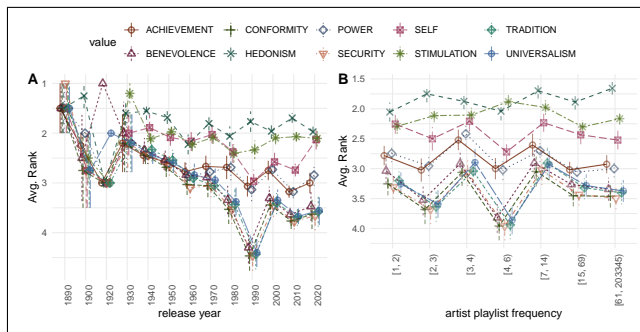 value
ACHIEVEMENT CONFORMITY POWER SELF TRADITION
BENEVOLENCE HEDONISM SECURITY STIMULATION UNIVERSALISM
A
Avg. Rank
1
2
3
4
1890 1900 1920 1930 1940 1950 1960 1970 1980 1990 2000 2010 2020
release year
B
Avg. Rank
1.5
2.0
2.5
3.0
3.5
4.0
[1, 2) [2, 3) [3, 4) [4, 6) [7, 14) [15, 69) [61, 203345)
artist playlist frequency